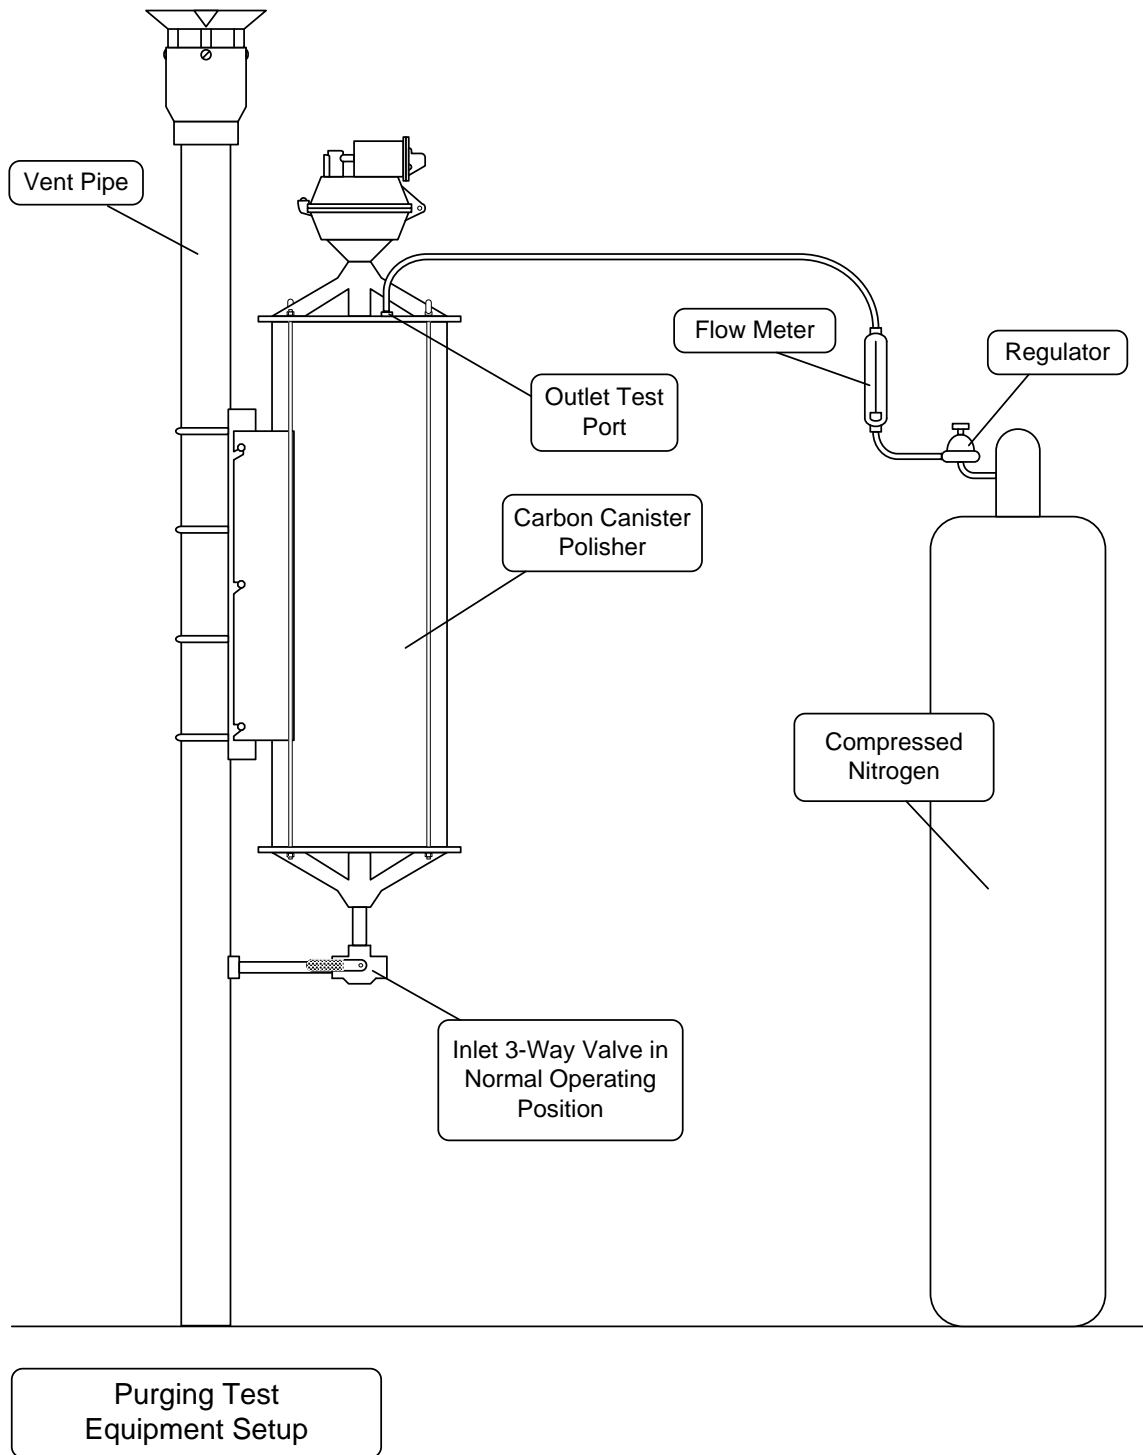 Vent Pipe
Flow Meter
Regulator
Outlet Test
Port
Carbon Canister
Polisher
Compressed
Nitrogen
Inlet 3-Way Valve in
Normal Operating
Position
Purging Test
Equipment Setup